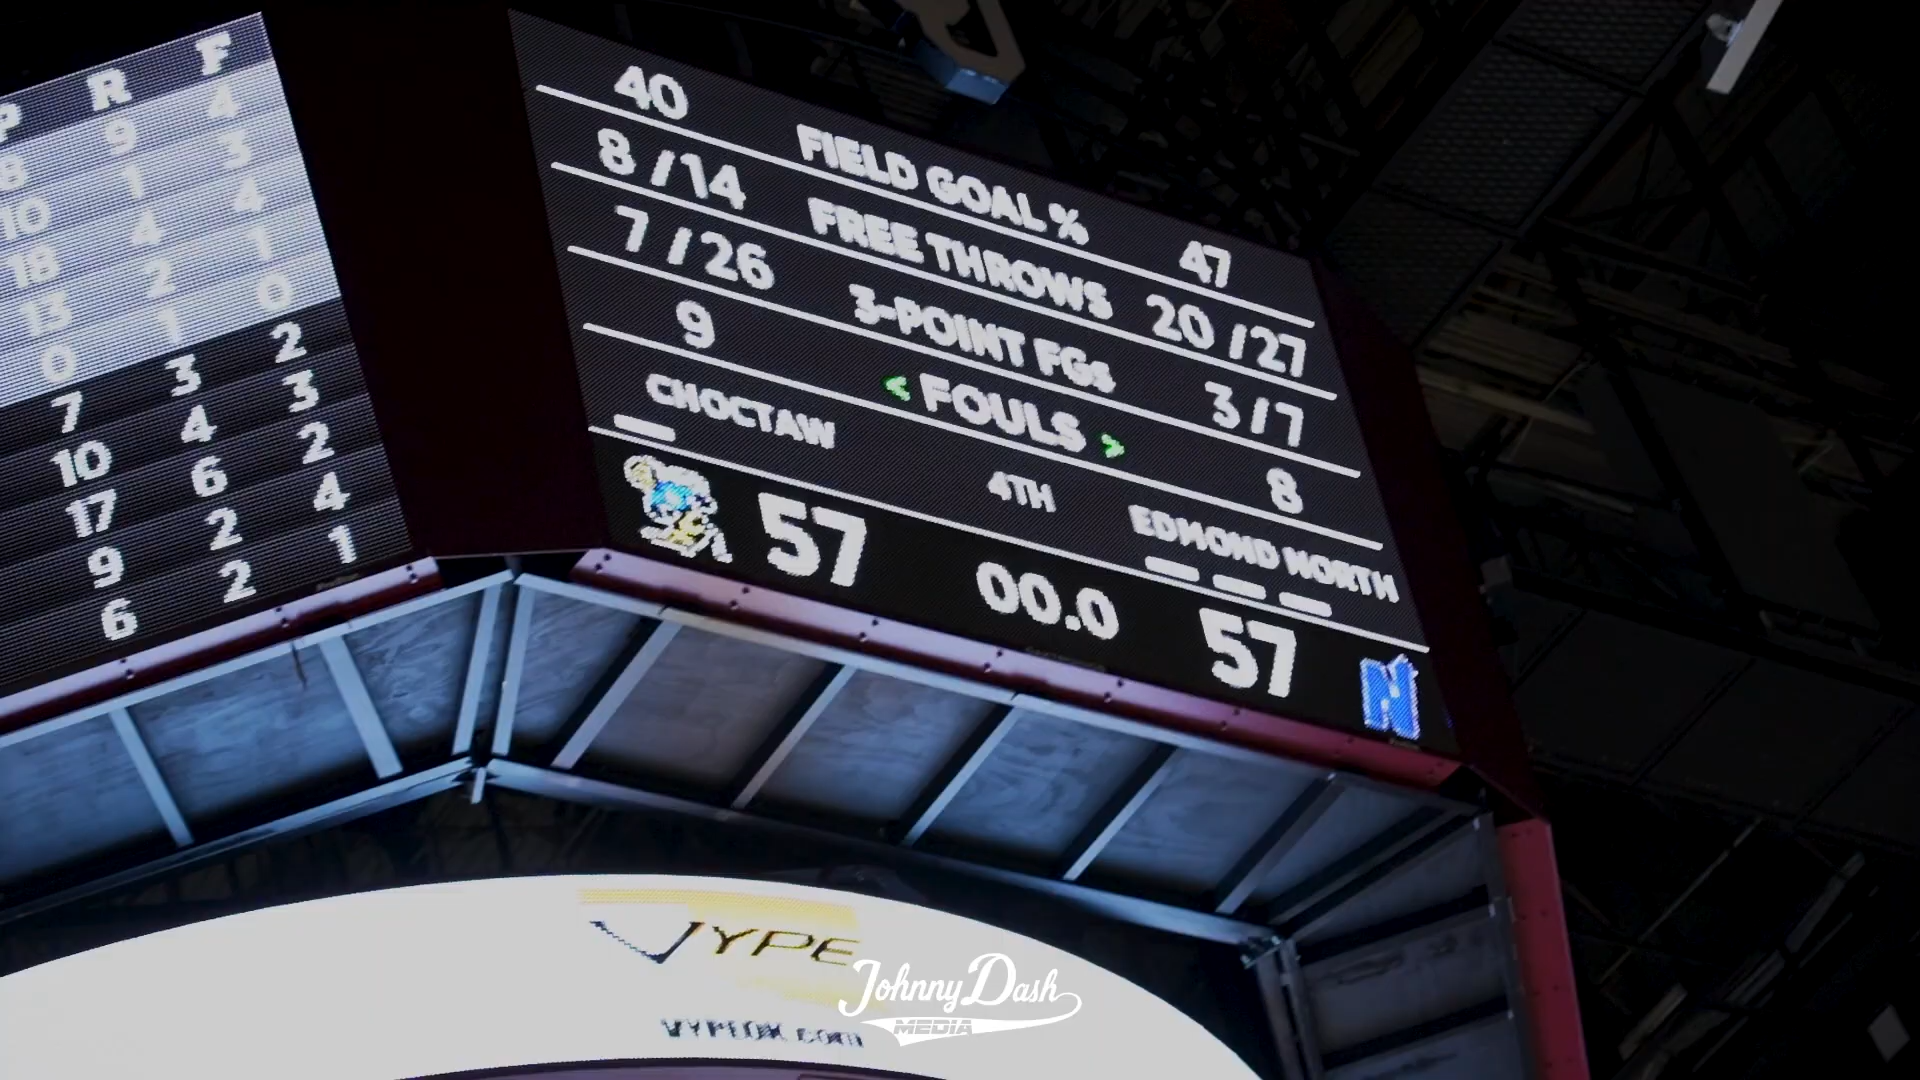 P R F
8 9 4
10 1 3
18 4 4
13 2 1
0 1 0
7 3 2
10 4 3
17 6 2
9 2 4
6 2 1
40 FIELD GOAL % 47
8/14 FREE THROWS 20/27
7/26 3-POINT FGs 3/7
9 < FOULS > 8
CHOCTAW 4TH EDMOND NORTH
57 00.0 57
N
VYPE
VYPEOK.COM
Johnny Dash
MEDIA